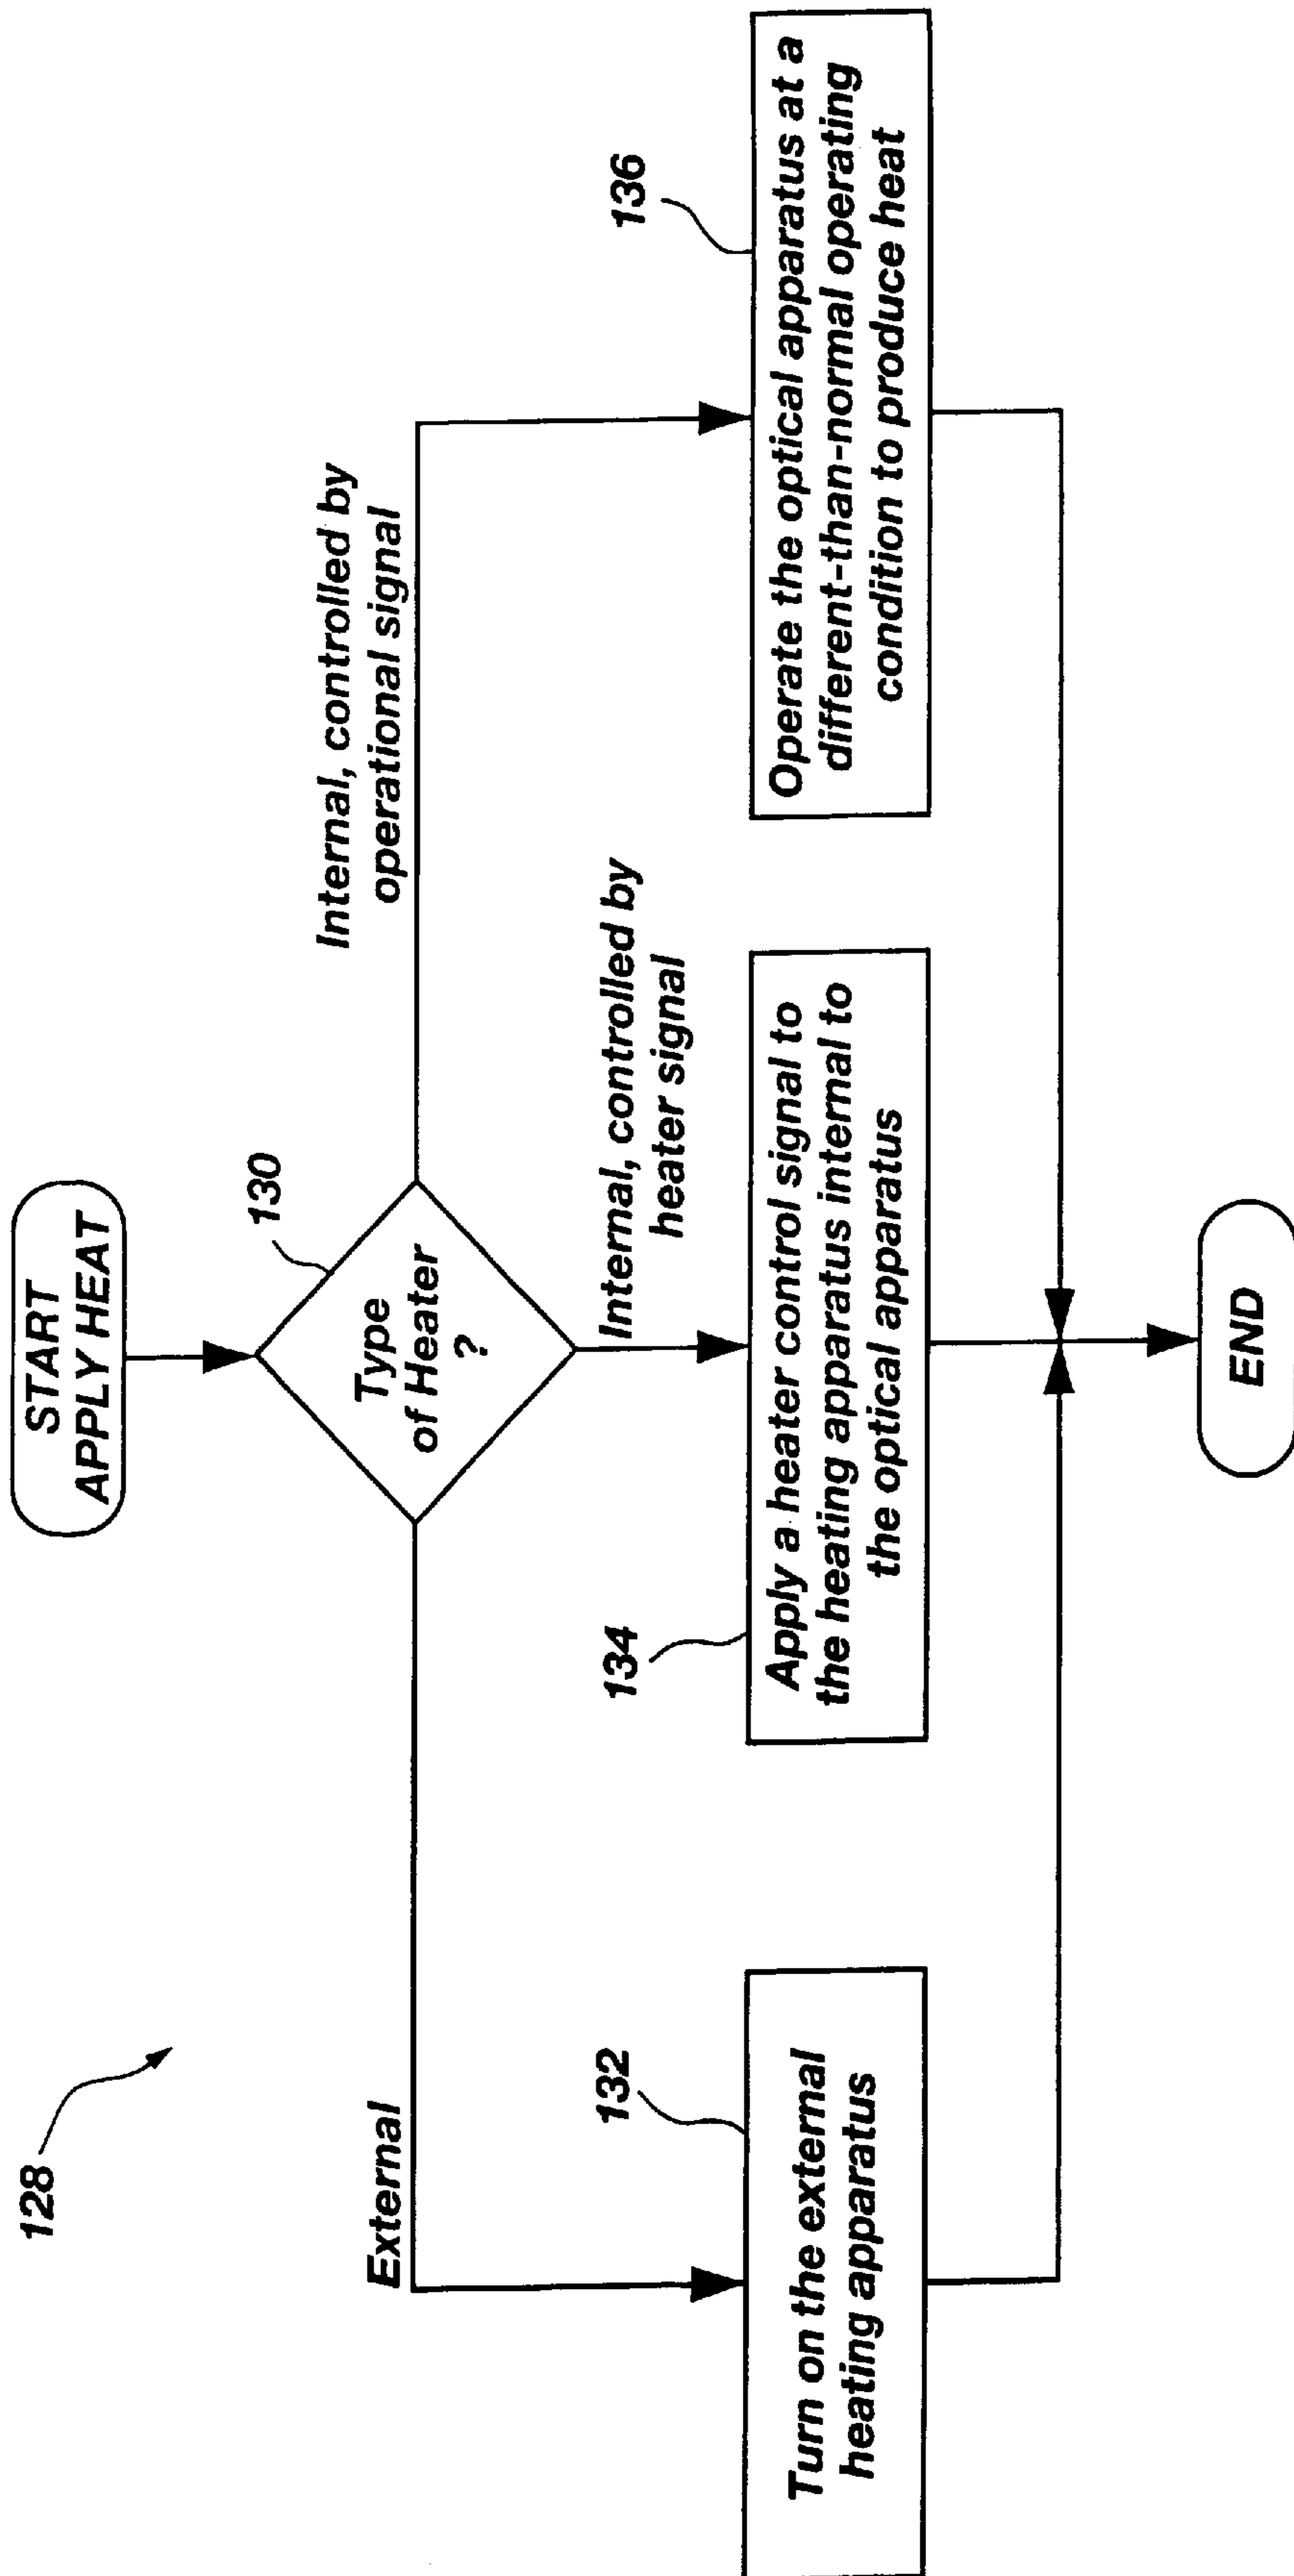 128
START
APPLY HEAT
130
Type
of Heater
?
External
Internal, controlled by
operational signal
Internal, controlled by
heater signal
132
Turn on the external
heating apparatus
134
Apply a heater control signal to
the heating apparatus internal to
the optical apparatus
136
Operate the optical apparatus at a
different-than-normal operating
condition to produce heat
END